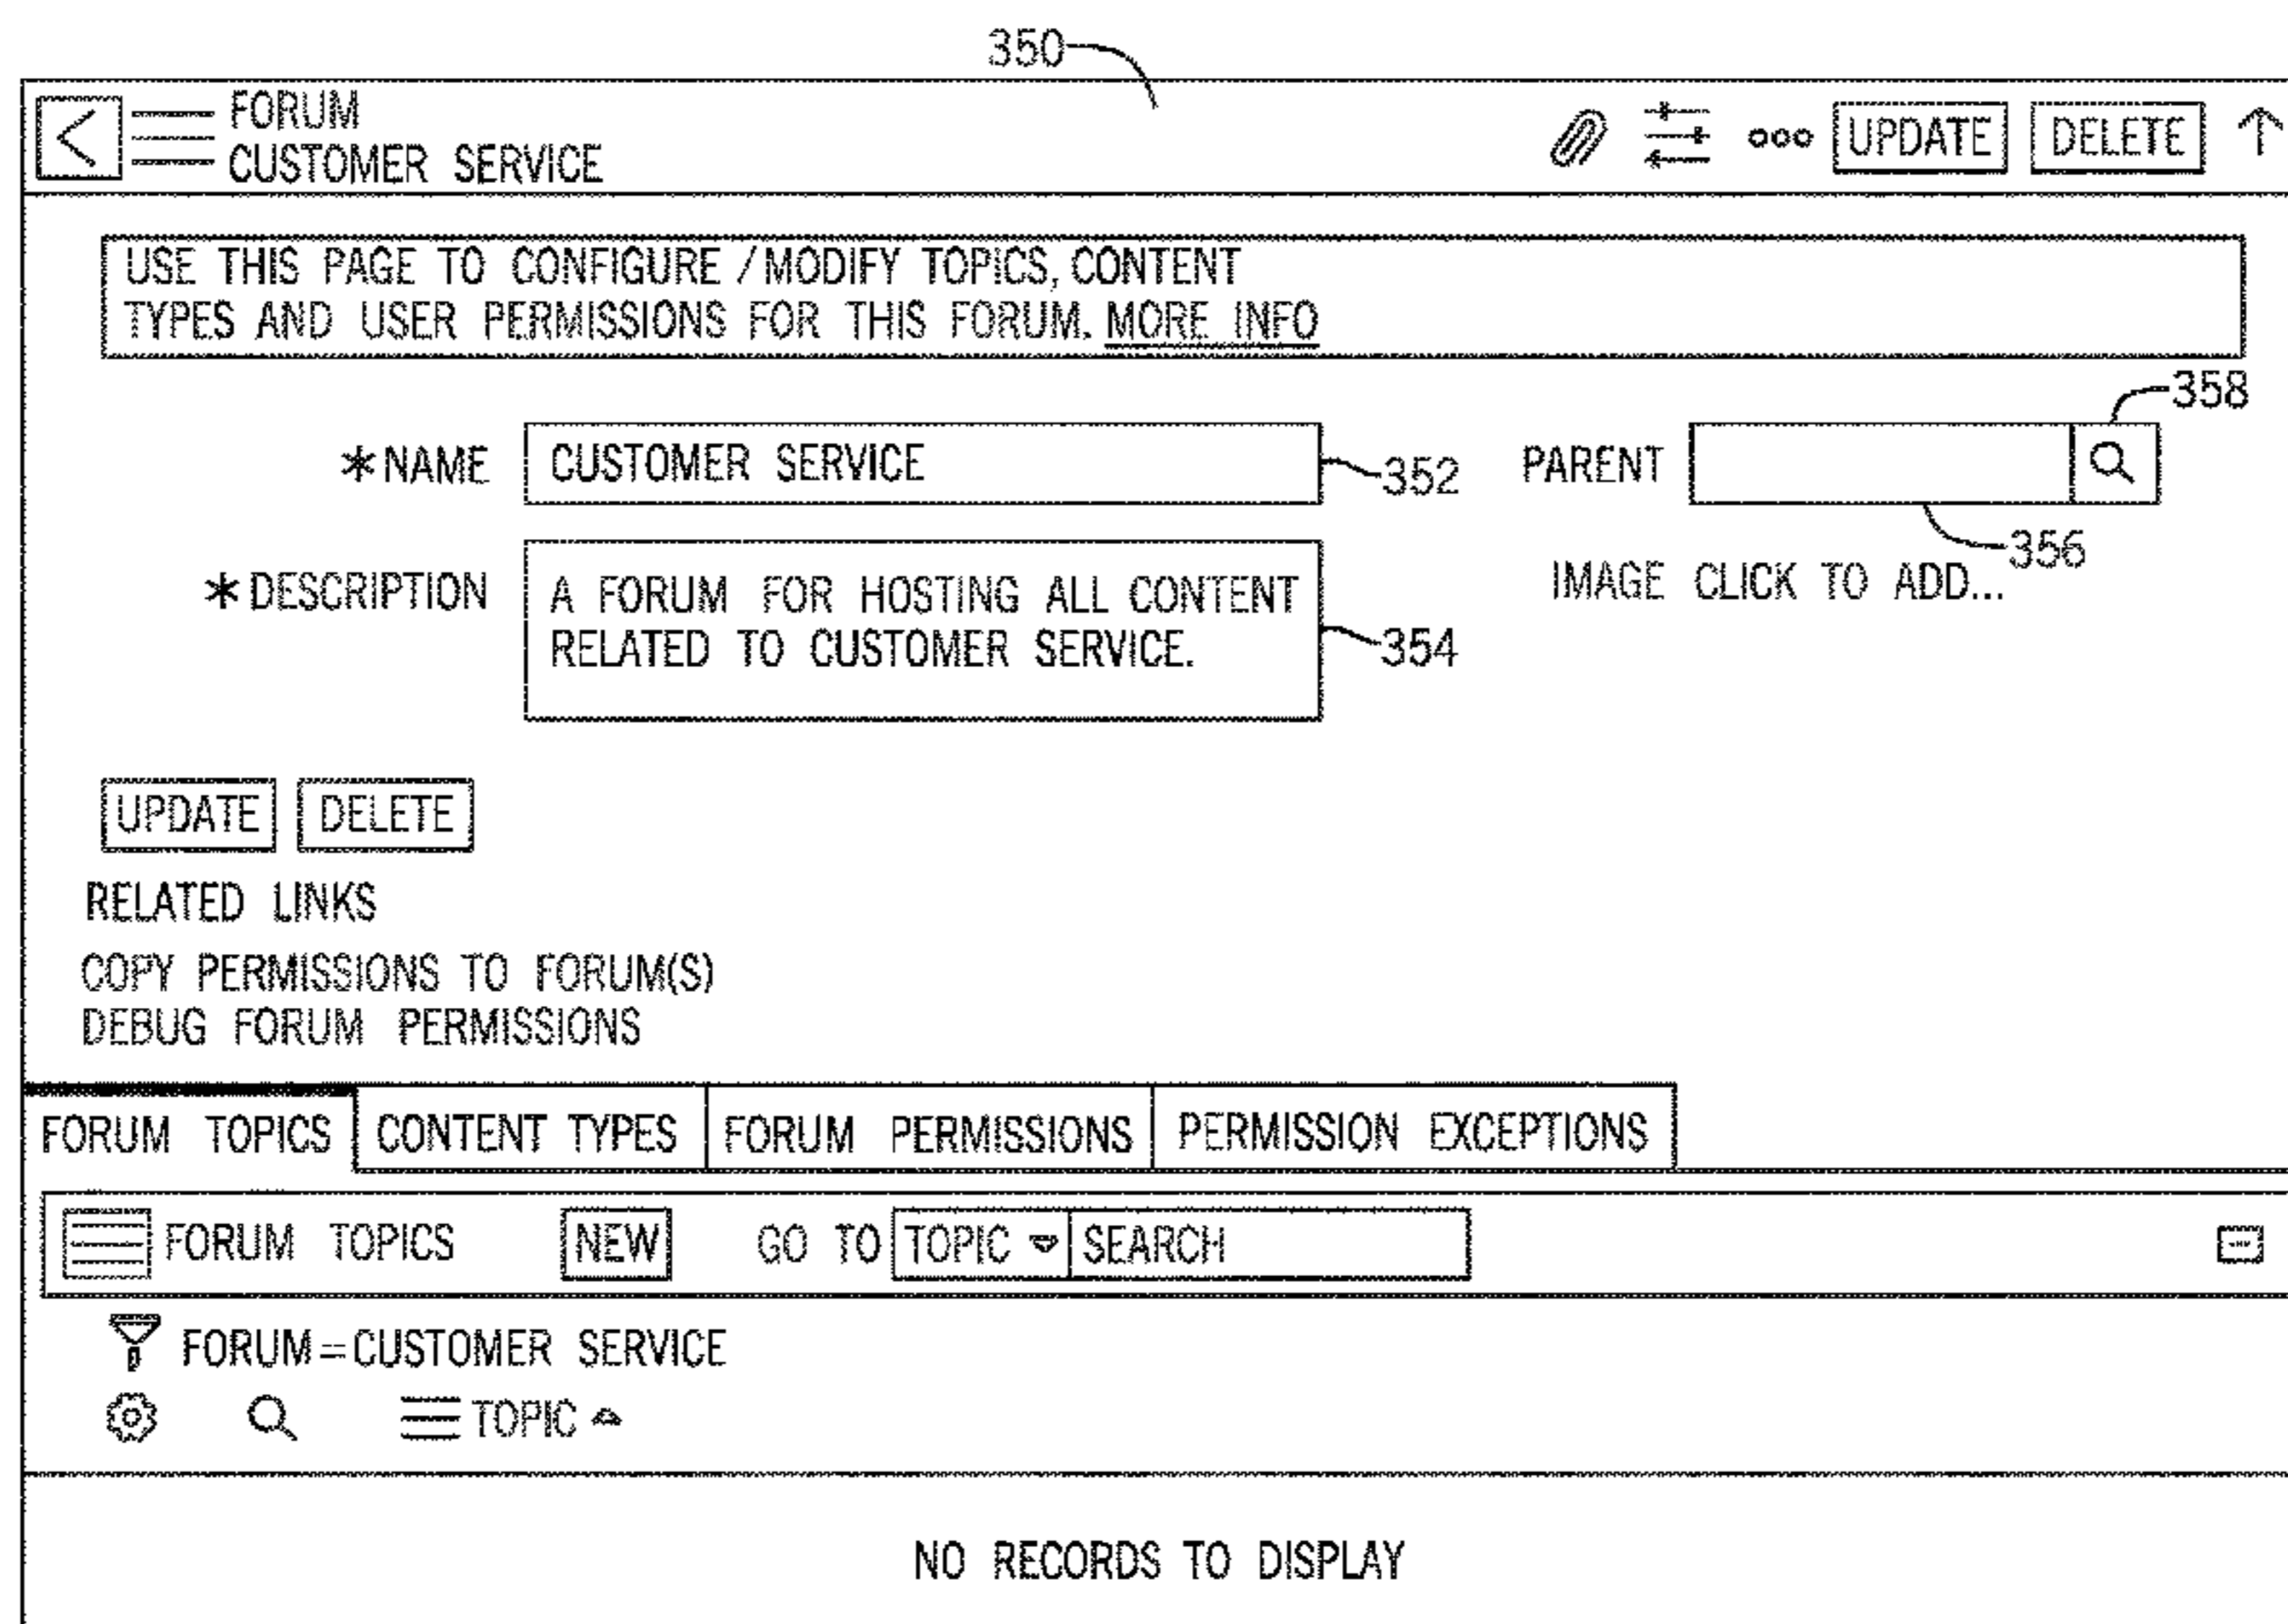 350
FORUM
CUSTOMER SERVICE
UPDATE DELETE
USE THIS PAGE TO CONFIGURE / MODIFY TOPICS, CONTENT
TYPES AND USER PERMISSIONS FOR THIS FORUM. MORE INFO
358
*NAME CUSTOMER SERVICE 352 PARENT
356
*DESCRIPTION A FORUM FOR HOSTING ALL CONTENT
RELATED TO CUSTOMER SERVICE. 354
IMAGE CLICK TO ADD...
UPDATE DELETE
RELATED LINKS
COPY PERMISSIONS TO FORUM(S)
DEBUG FORUM PERMISSIONS
FORUM TOPICS CONTENT TYPES FORUM PERMISSIONS PERMISSION EXCEPTIONS
FORUM TOPICS NEW GO TO TOPIC SEARCH
FORUM=CUSTOMER SERVICE
TOPIC
NO RECORDS TO DISPLAY